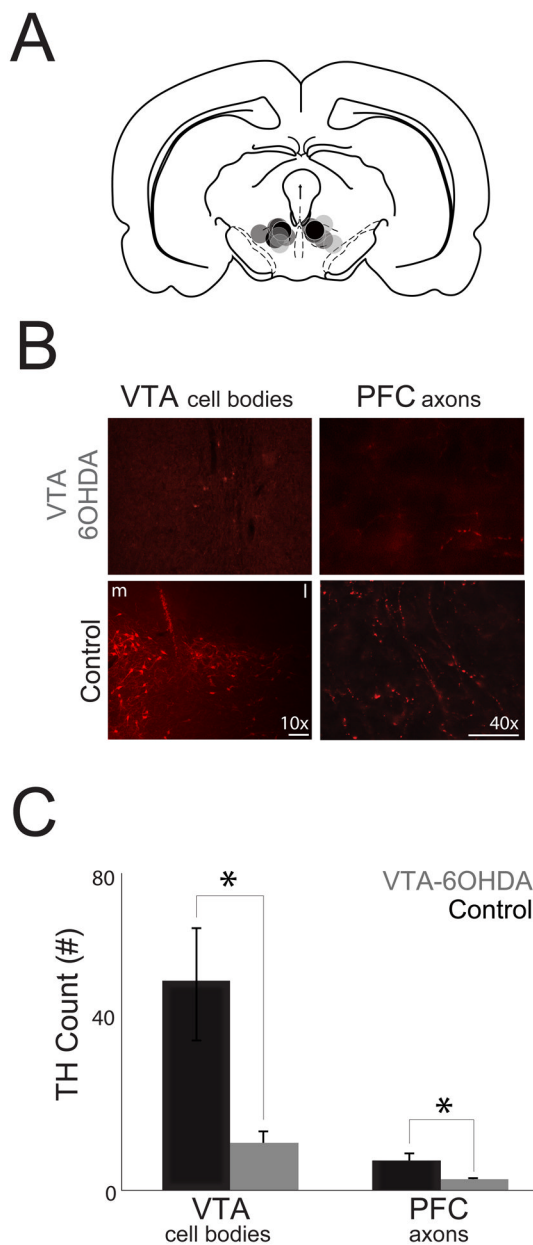 A
B
VTA cell bodies
PFC axons
VTA
6OHDA
m
l
Control
10x
40x
C
80
*
VTA-6OHDA
Control
TH Count (#)
40
*
0
VTA
cell bodies
PFC
axons